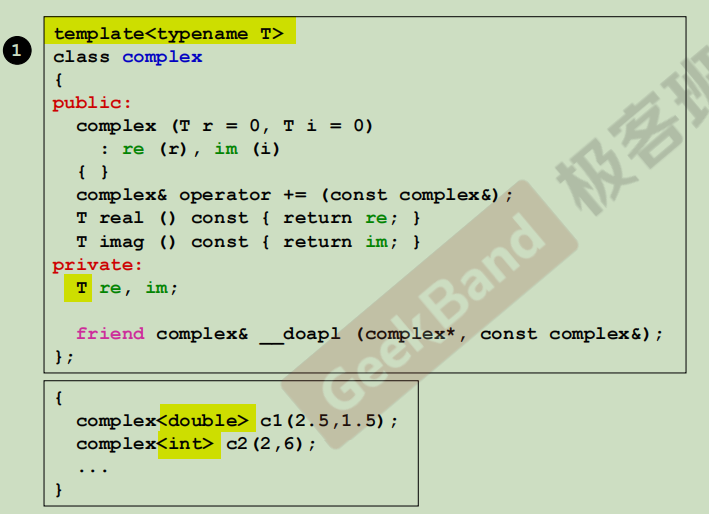 1
template<typename T>
class complex
{
public:
  complex (T r = 0, T i = 0)
    : re (r), im (i)
  { }
  complex& operator += (const complex&);
  T real () const { return re; }
  T imag () const { return im; }
private:
  T re, im;
  friend complex& __doapl (complex*, const complex&);
};
{
  complex<double> c1(2.5,1.5);
  complex<int> c2(2,6);
  ...
}
GeekBand 极客班